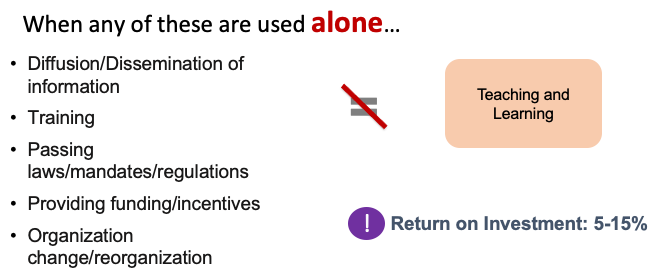 When any of these are used alone…
• Diffusion/Dissemination of
information
• Training
• Passing
laws/mandates/regulations
• Providing funding/incentives
• Organization
change/reorganization
Teaching and
Learning
! Return on Investment: 5-15%